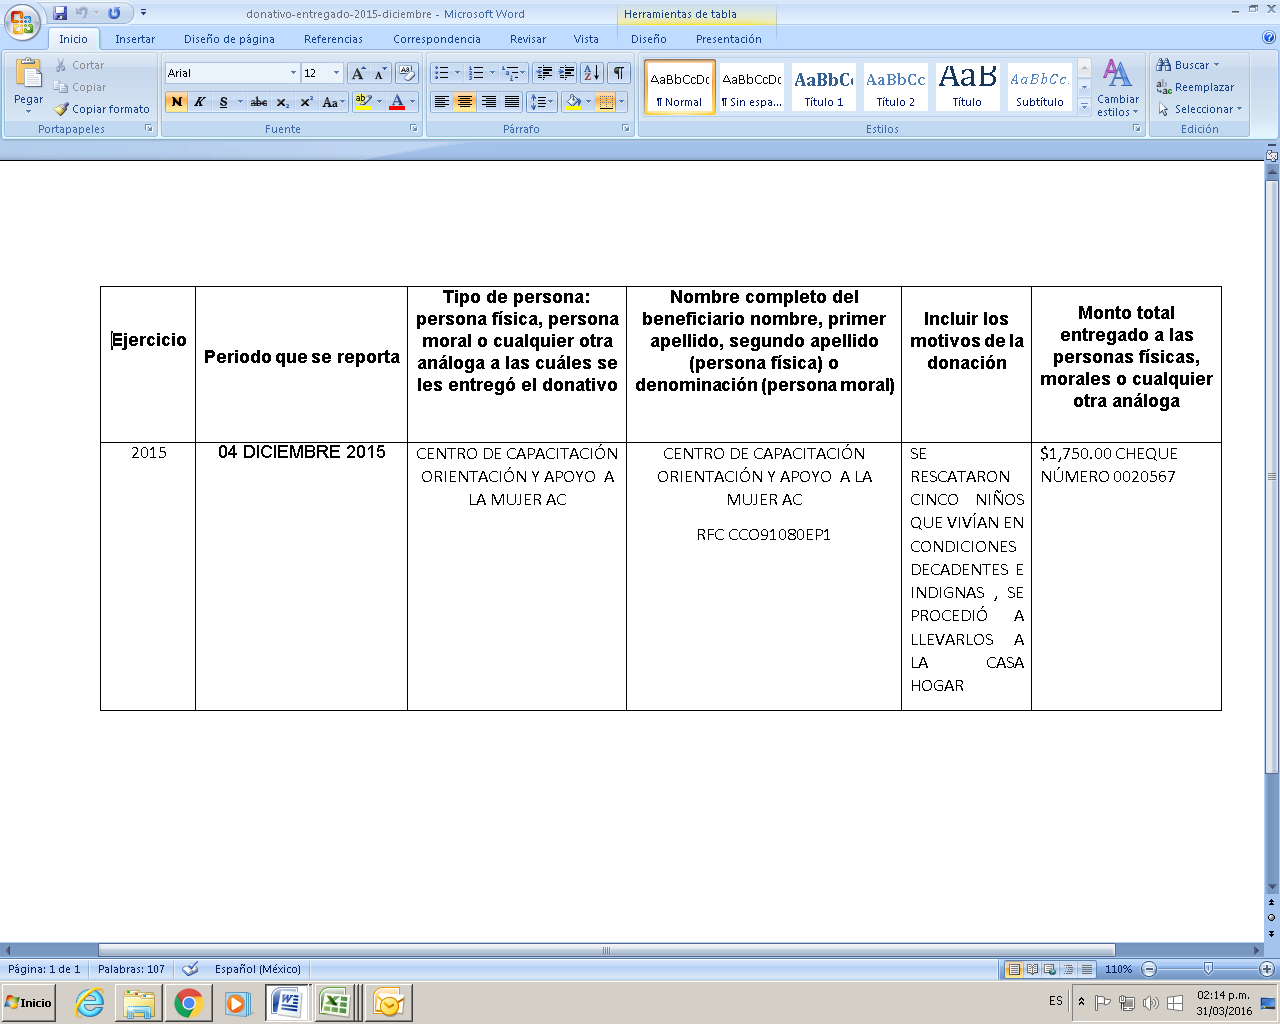 donativo-entregado-2015-diciembre - Microsoft Word
Herramientas de tabla
Inicio Insertar Diseño de página Referencias Correspondencia Revisar Vista Diseño Presentación
Pegar
Cortar
Copiar
Copiar formato
Portapapeles
Arial 12
N K S abc x₂ x² Aa
Fuente
Párrafo
AaBbCcDc AaBbCcDc AaBbC AaBbCc AaB AaBbCc.
¶ Normal ¶ Sin espa... Título 1 Título 2 Título Subtítulo
Cambiar
estilos
Estilos
Buscar
Reemplazar
Seleccionar
Edición
Ejercicio
Periodo que se reporta
Tipo de persona:
persona física, persona
moral o cualquier otra
análoga a las cuáles se
les entregó el donativo
Nombre completo del
beneficiario nombre, primer
apellido, segundo apellido
(persona física) o
denominación (persona moral)
Incluir los
motivos de la
donación
Monto total
entregado a las
personas físicas,
morales o cualquier
otra análoga
2015
04 DICIEMBRE 2015
CENTRO DE CAPACITACIÓN
ORIENTACIÓN Y APOYO A
LA MUJER AC
CENTRO DE CAPACITACIÓN
ORIENTACIÓN Y APOYO A LA
MUJER AC
RFC CCO91080EP1
SE
RESCATARON
CINCO NIÑOS
QUE VIVÍAN EN
CONDICIONES
DECADENTES E
INDIGNAS , SE
PROCEDIÓ A
LLEVARLOS A
LA CASA
HOGAR
$1,750.00 CHEQUE
NÚMERO 0020567
Página: 1 de 1 Palabras: 107 Español (México) 110%
Inicio ES 02:14 p.m.
31/03/2016